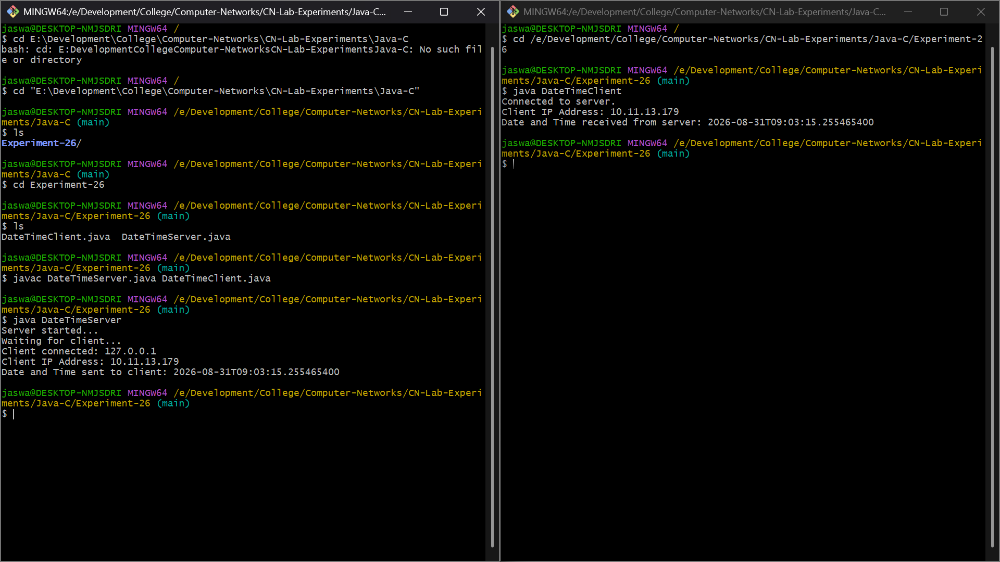 MINGW64:/e/Development/College/Computer-Networks/CN-Lab-Experiments/Java-C...
jaswa@DESKTOP-NMJSDRI MINGW64 /
$ cd E:\Development\College\Computer-Networks\CN-Lab-Experiments\Java-C
bash: cd: E:DevelopmentCollegeComputer-NetworksCN-Lab-ExperimentsJava-C: No such fil
e or directory
jaswa@DESKTOP-NMJSDRI MINGW64 /
$ cd "E:\Development\College\Computer-Networks\CN-Lab-Experiments\Java-C"
jaswa@DESKTOP-NMJSDRI MINGW64 /e/Development/College/Computer-Networks/CN-Lab-Experi
ments/Java-C (main)
$ ls
Experiment-26/
jaswa@DESKTOP-NMJSDRI MINGW64 /e/Development/College/Computer-Networks/CN-Lab-Experi
ments/Java-C (main)
$ cd Experiment-26
jaswa@DESKTOP-NMJSDRI MINGW64 /e/Development/College/Computer-Networks/CN-Lab-Experi
ments/Java-C/Experiment-26 (main)
$ ls
DateTimeClient.java  DateTimeServer.java
jaswa@DESKTOP-NMJSDRI MINGW64 /e/Development/College/Computer-Networks/CN-Lab-Experi
ments/Java-C/Experiment-26 (main)
$ javac DateTimeServer.java DateTimeClient.java
jaswa@DESKTOP-NMJSDRI MINGW64 /e/Development/College/Computer-Networks/CN-Lab-Experi
ments/Java-C/Experiment-26 (main)
$ java DateTimeServer
Server started...
Waiting for client...
Client connected: 127.0.0.1
Client IP Address: 10.11.13.179
Date and Time sent to client: 2026-08-31T09:03:15.255465400
jaswa@DESKTOP-NMJSDRI MINGW64 /e/Development/College/Computer-Networks/CN-Lab-Experi
ments/Java-C/Experiment-26 (main)
$
MINGW64:/e/Development/College/Computer-Networks/CN-Lab-Experiments/Java-C...
jaswa@DESKTOP-NMJSDRI MINGW64 /
$ cd /e/Development/College/Computer-Networks/CN-Lab-Experiments/Java-C/Experiment-2
6
jaswa@DESKTOP-NMJSDRI MINGW64 /e/Development/College/Computer-Networks/CN-Lab-Experi
ments/Java-C/Experiment-26 (main)
$ java DateTimeClient
Connected to server.
Client IP Address: 10.11.13.179
Date and Time received from server: 2026-08-31T09:03:15.255465400
jaswa@DESKTOP-NMJSDRI MINGW64 /e/Development/College/Computer-Networks/CN-Lab-Experi
ments/Java-C/Experiment-26 (main)
$